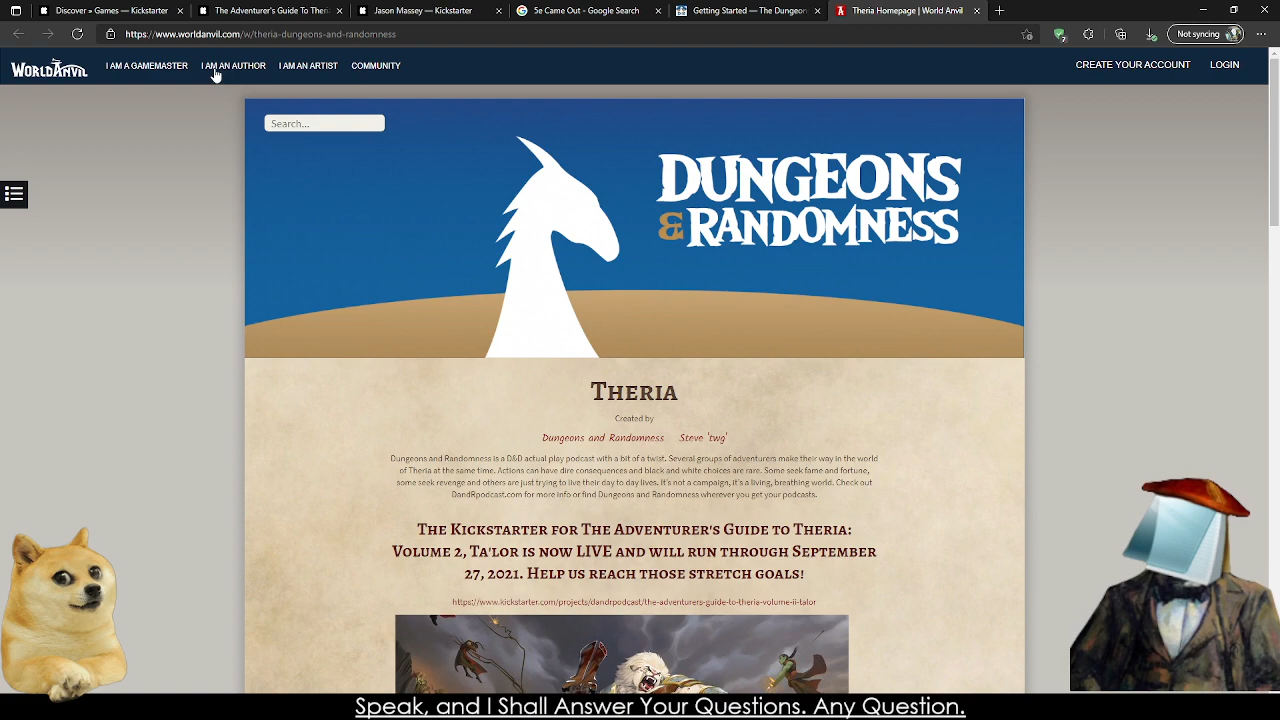 Discover » Games — Kickstarter
The Adventurer's Guide To Theria
Jason Massey — Kickstarter
5e Came Out - Google Search
Getting Started — The Dungeon
Theria Homepage | World Anvil
https://www.worldanvil.com/w/theria-dungeons-and-randomness
Not syncing
WORLDANVIL
I AM A GAMEMASTER
I AM AN AUTHOR
I AM AN ARTIST
COMMUNITY
CREATE YOUR ACCOUNT
LOGIN
Search...
DUNGEONS
& RANDOMNESS
THERIA
Created by
Dungeons and Randomness Steve 'twg'
Dungeons and Randomness is a D&D actual play podcast with a bit of a twist. Several groups of adventurers make their way in the world
of Theria at the same time. Actions can have dire consequences and black and white choices are rare. Some seek fame and fortune,
some seek revenge and others are just trying to live their day to day lives. It's not a campaign, it's a living, breathing world. Check out
DandRpodcast.com for more info or find Dungeons and Randomness wherever you get your podcasts.
THE KICKSTARTER FOR THE ADVENTURER'S GUIDE TO THERIA:
VOLUME 2, TA'LOR IS NOW LIVE AND WILL RUN THROUGH SEPTEMBER
27, 2021. HELP US REACH THOSE STRETCH GOALS!
https://www.kickstarter.com/projects/dandrpodcast/the-adventurers-guide-to-theria-volume-ii-talor
Speak, and I Shall Answer Your Questions. Any Question.